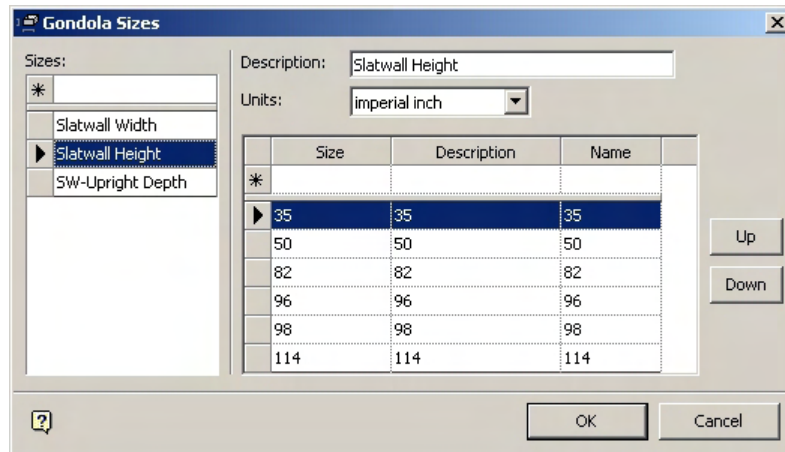 Gondola Sizes
Sizes:
Slatwall Width
Slatwall Height
SW-Upright Depth
Description: Slatwall Height
Units: imperial inch
Size Description Name
35 35 35
50 50 50
82 82 82
96 96 96
98 98 98
114 114 114
Up
Down
OK Cancel